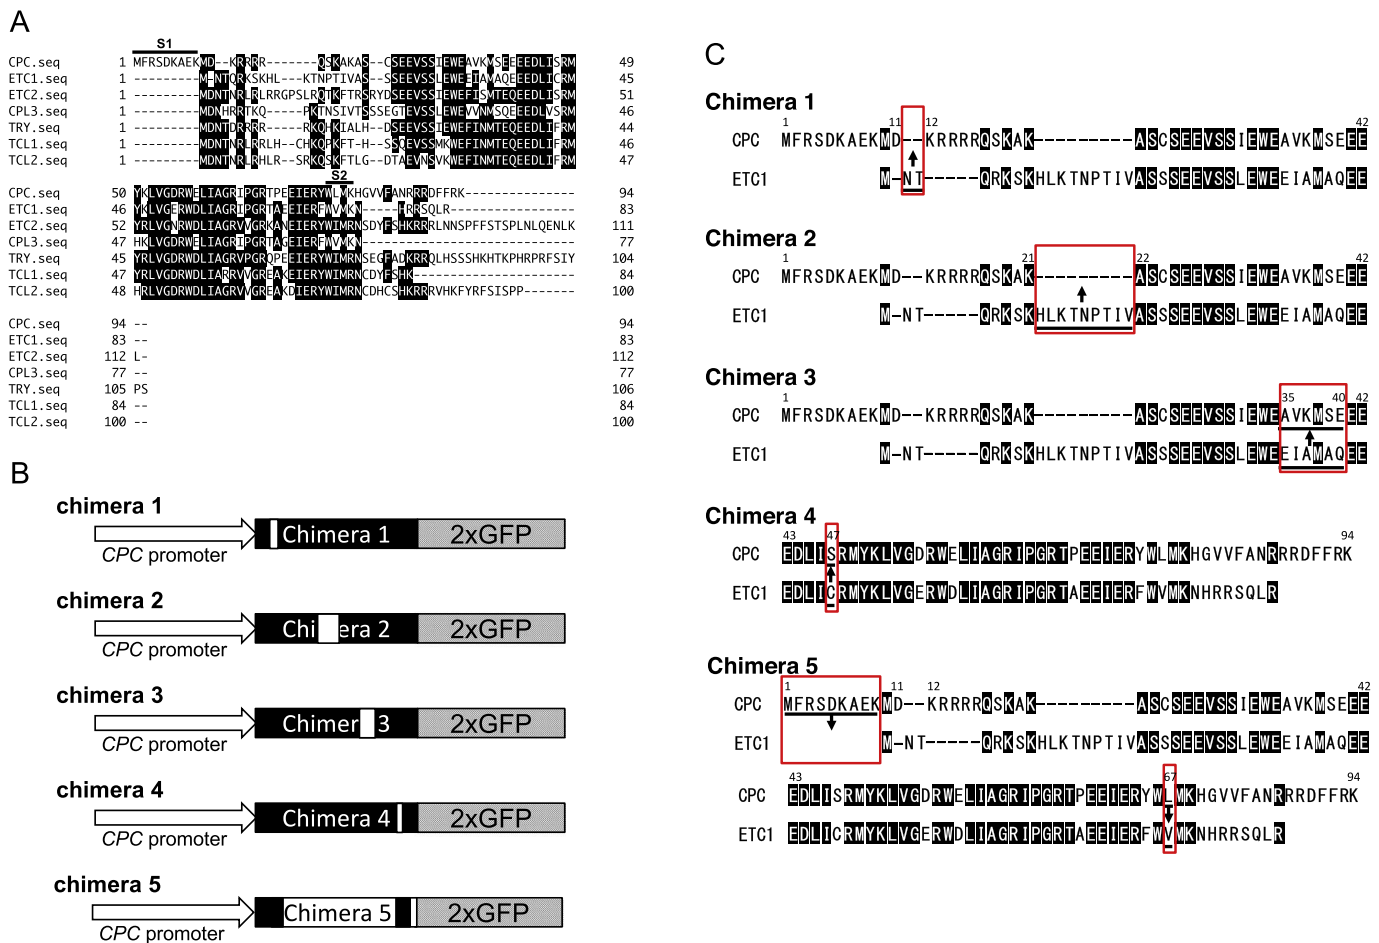 A
S1
CPC.seq 1 MFRSDKAEKMD--KRRRR-------QSKAKAS--CSEEVSSIEWEAVKMSEEEEDLISRM 49
ETC1.seq 1 ---------M-NTQRKSKHL---KTNPTIVAS--SSEEVSSLEWEEIAMAQEEEDLICRM 45
ETC2.seq 1 ---------MDNTNRLRLRRGPSLRQTKFTRSRYDSEEVSSIEWEFISMTEQEEDLISRM 51
CPL3.seq 1 ---------MDNHRRTKQ-----PKTNSIVTSSSEGTEVSSLEWEVVNMSQEEEDLVSRM 46
TRY.seq 1 ---------MDNTDRRRR------RKQHKIALH--DSEEVSSIEWEFINMTEQEEDLIFRM 44
TCL1.seq 1 ---------MDNTNRLRRLH--CHKQPKFT-H--SSQEVSSMKWEFINMTEQEEDLIFRM 46
TCL2.seq 1 ---------MDNTNRLRHLR--SRKQSKFTLG--DTAEVNSVKWEFINMTEQEEDLIFRM 47
S2
CPC.seq 50 YKLVGDRWELIAGRIPGRTPEEIERYWLMKHGVVFANRRRDFFRK-------------- 94
ETC1.seq 46 YKLVGERWDLIAGRIPGRTAEEIERFWVMKN-----HRRSQLR---------------- 83
ETC2.seq 52 YRLVGNRWDLIAGRVVGRKANEIERYWIMRNSDYFSHKRRRLNNSPFFSTSPLNLQENLK 111
CPL3.seq 47 HKLVGDRWELIAGRIPGRTAGEIERFWVMKN---------------------------- 77
TRY.seq 45 YRLVGDRWDLIAGRVPGRQPEEIERYWIMRNSEGFADKRRQLHSSSHKHTKPHRPRFSIY 104
TCL1.seq 47 YRLVGDRWDLIARRVVGREAKEIERYWIMRNCDYFSHK--------------------- 84
TCL2.seq 48 HRLVGDRWDLIAGRVVGREAKDIERYWIMRNCDHCSHKRRRVHKFYRFSISPP------- 100
CPC.seq 94 -- 94
ETC1.seq 83 -- 83
ETC2.seq 112 L- 112
CPL3.seq 77 -- 77
TRY.seq 105 PS 106
TCL1.seq 84 -- 84
TCL2.seq 100 -- 100
B
chimera 1
Chimera 1 2xGFP
CPC promoter
chimera 2
Chimera 2 2xGFP
CPC promoter
chimera 3
Chimer 3 2xGFP
CPC promoter
chimera 4
Chimera 4 2xGFP
CPC promoter
chimera 5
Chimera 5 2xGFP
CPC promoter
C
Chimera 1
1 11 12 42
CPC MFRSDKAEKMD--KRRRRQSKAK---------ASCSEEVSSIEWEAVKMSEEE
ETC1 M-NT-----QRKSKHLKTNPTIVASSSEEVSSLEWEEIAMAQEE
Chimera 2
1 21 22 42
CPC MFRSDKAEKMD--KRRRRQSKAK---------ASCSEEVSSIEWEAVKMSEEE
ETC1 M-NT-----QRKSKHLKTNPTIVASSSEEVSSLEWEEIAMAQEE
Chimera 3
1 35 40 42
CPC MFRSDKAEKMD--KRRRRQSKAK---------ASCSEEVSSIEWEAVKMSEEE
ETC1 M-NT-----QRKSKHLKTNPTIVASSSEEVSSLEWEEIAMAQEE
Chimera 4
43 47 94
CPC EDLISRMYKLVGDRWELIAGRIPGRTPEEIERYWLMKHGVVFANRRRDFFRK
ETC1 EDLICRMYKLVGERWDLIAGRIPGRTAEEIERFWVMKNHRRSQLR
Chimera 5
1 11 12 42
CPC MFRSDKAEKMD--KRRRRQSKAK---------ASCSEEVSSIEWEAVKMSEEE
ETC1 M-NT-----QRKSKHLKTNPTIVASSSEEVSSLEWEEIAMAQEE
43 67 94
CPC EDLISRMYKLVGDRWELIAGRIPGRTPEEIERYWLMKHGVVFANRRRDFFRK
ETC1 EDLICRMYKLVGERWDLIAGRIPGRTAEEIERFWVMKNHRRSQLR